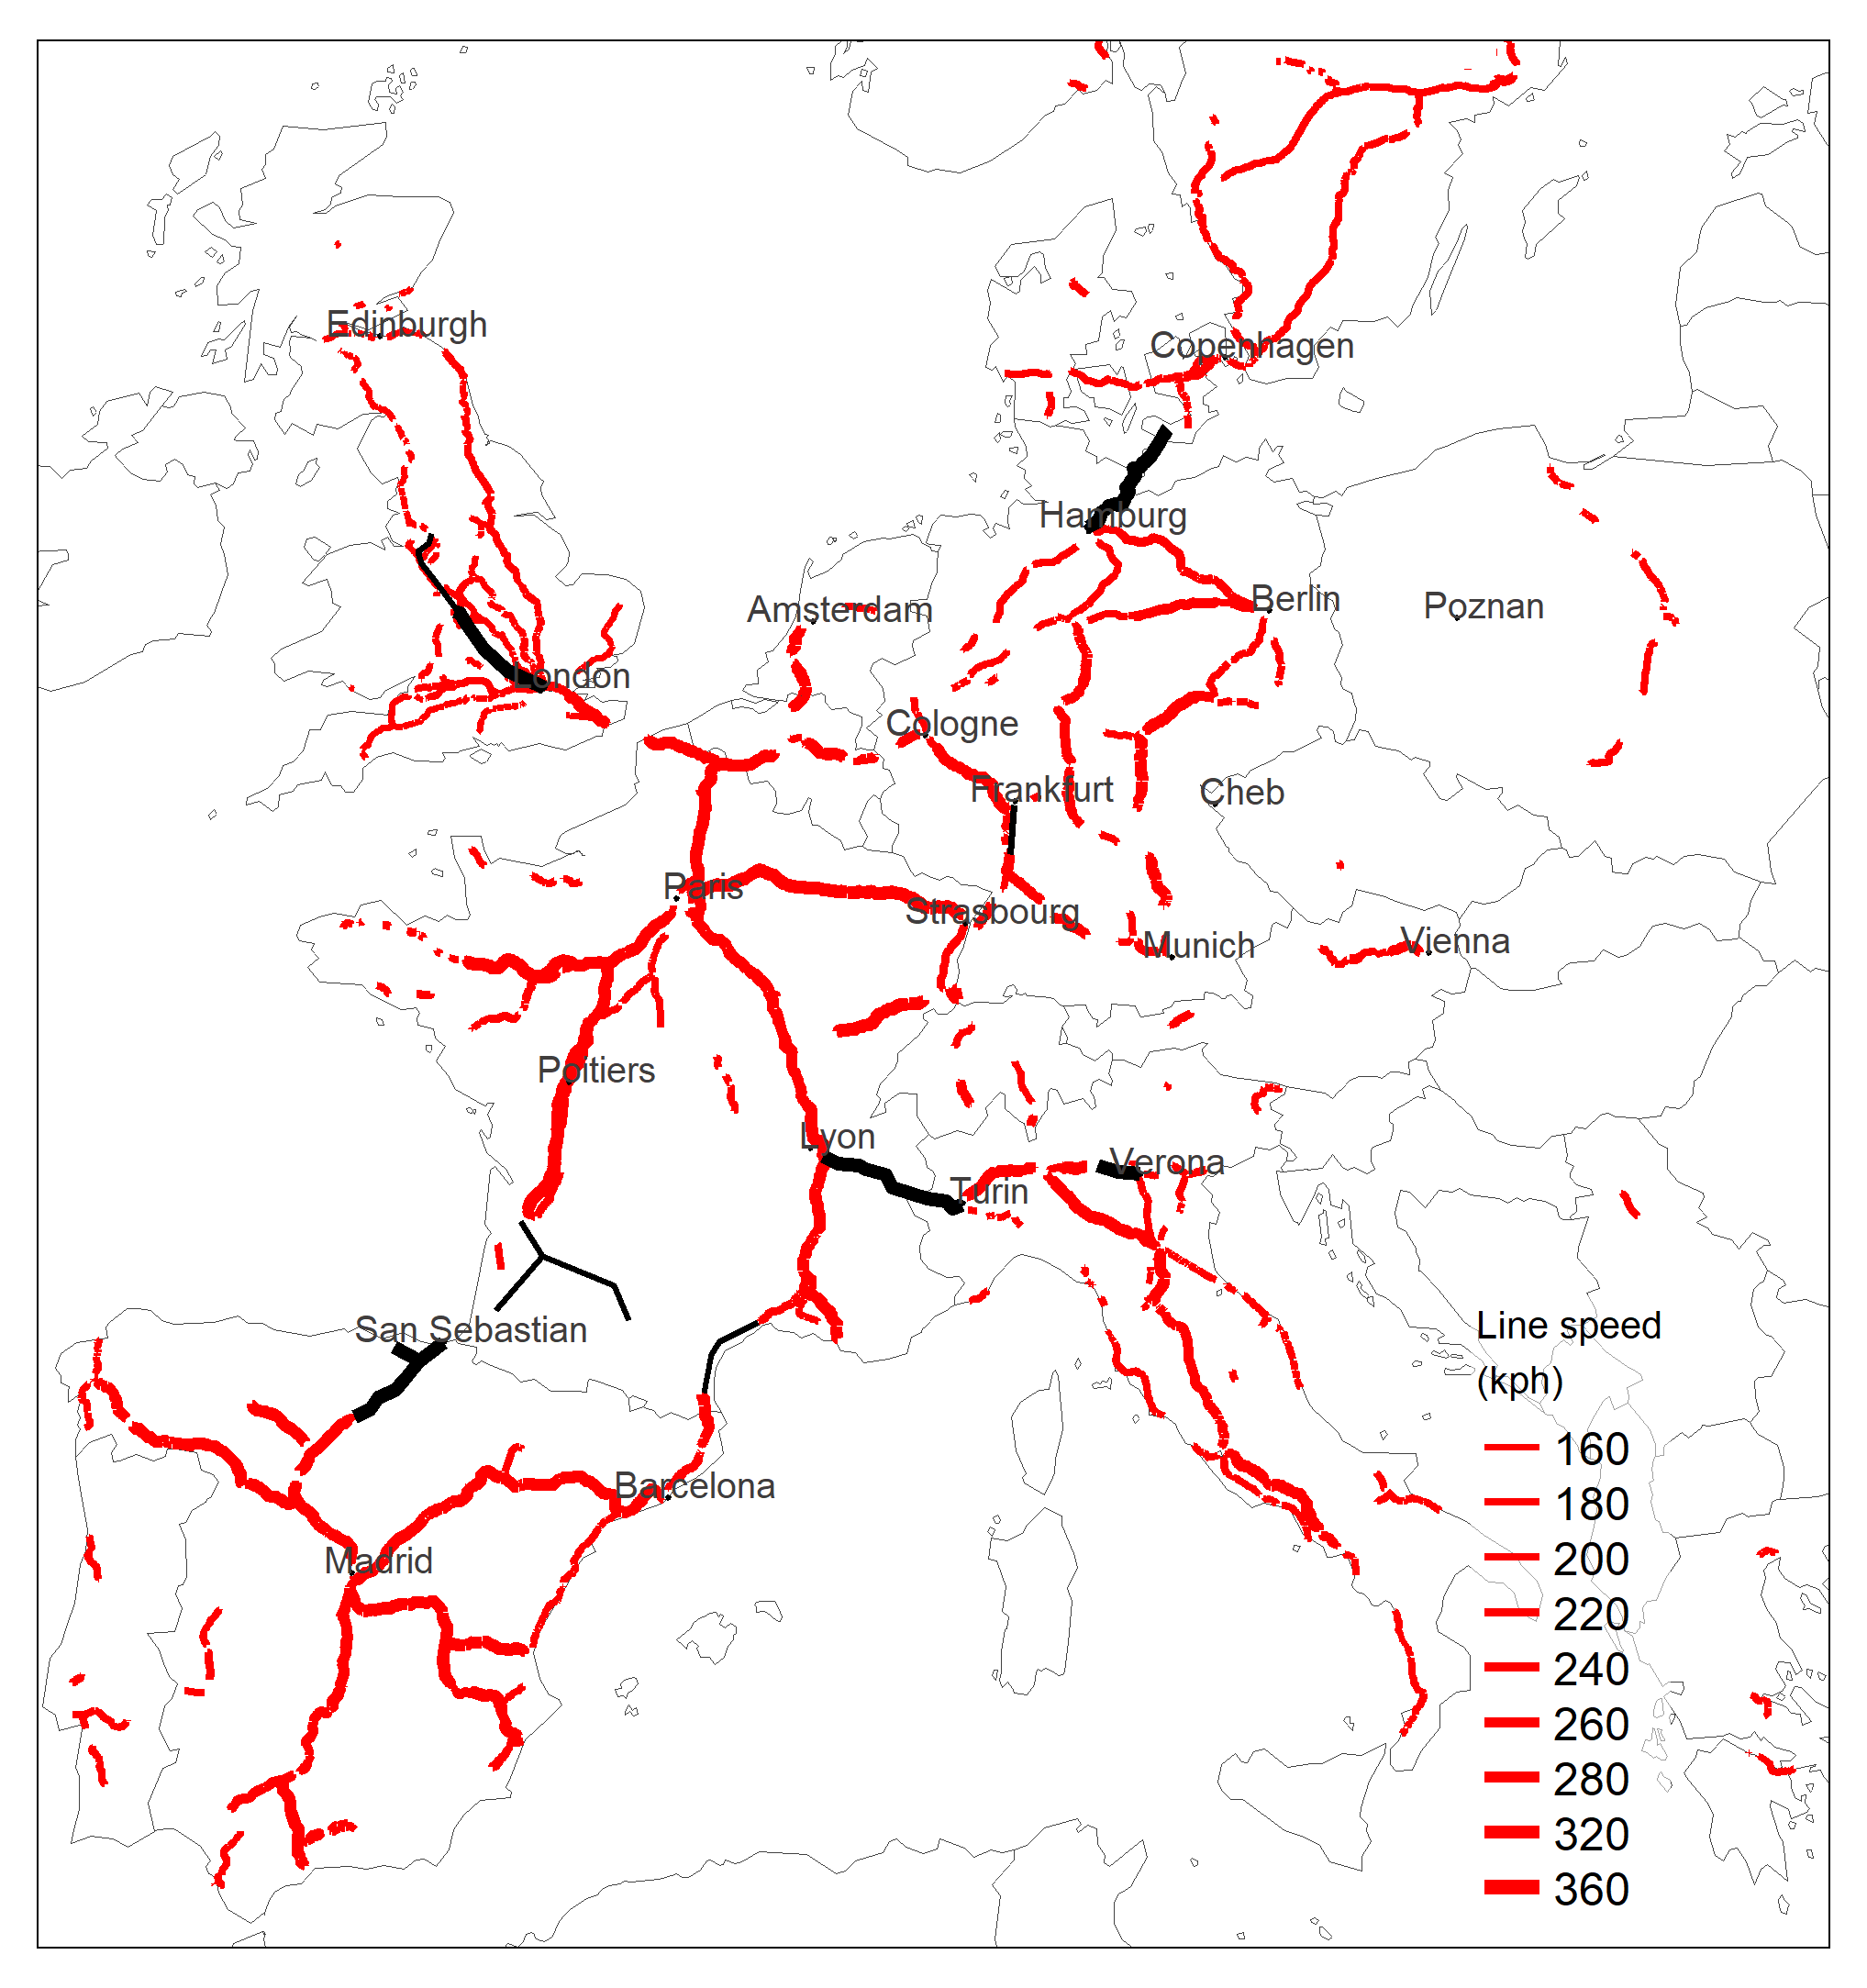 Edinburgh
Copenhagen
Hamburg
Berlin
Amsterdam
Poznan
London
Cologne
Frankfurt
Cheb
Paris
Strasbourg
Munich
Vienna
Poitiers
Lyon
Verona
Turin
San Sebastian
Barcelona
Madrid
Line speed
(kph)
160
180
200
220
240
260
280
320
360